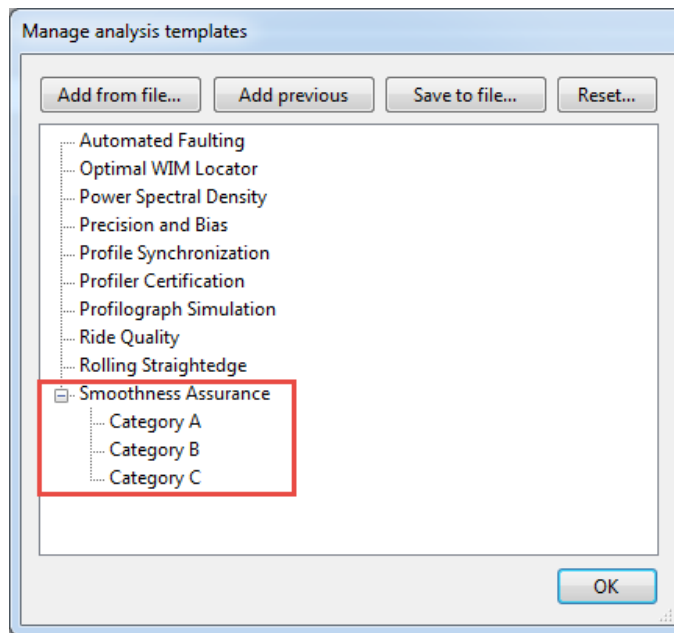 Manage analysis templates
Add from file... Add previous Save to file... Reset...
Automated Faulting
Optimal WIM Locator
Power Spectral Density
Precision and Bias
Profile Synchronization
Profiler Certification
Profilograph Simulation
Ride Quality
Rolling Straightedge
Smoothness Assurance
Category A
Category B
Category C
OK